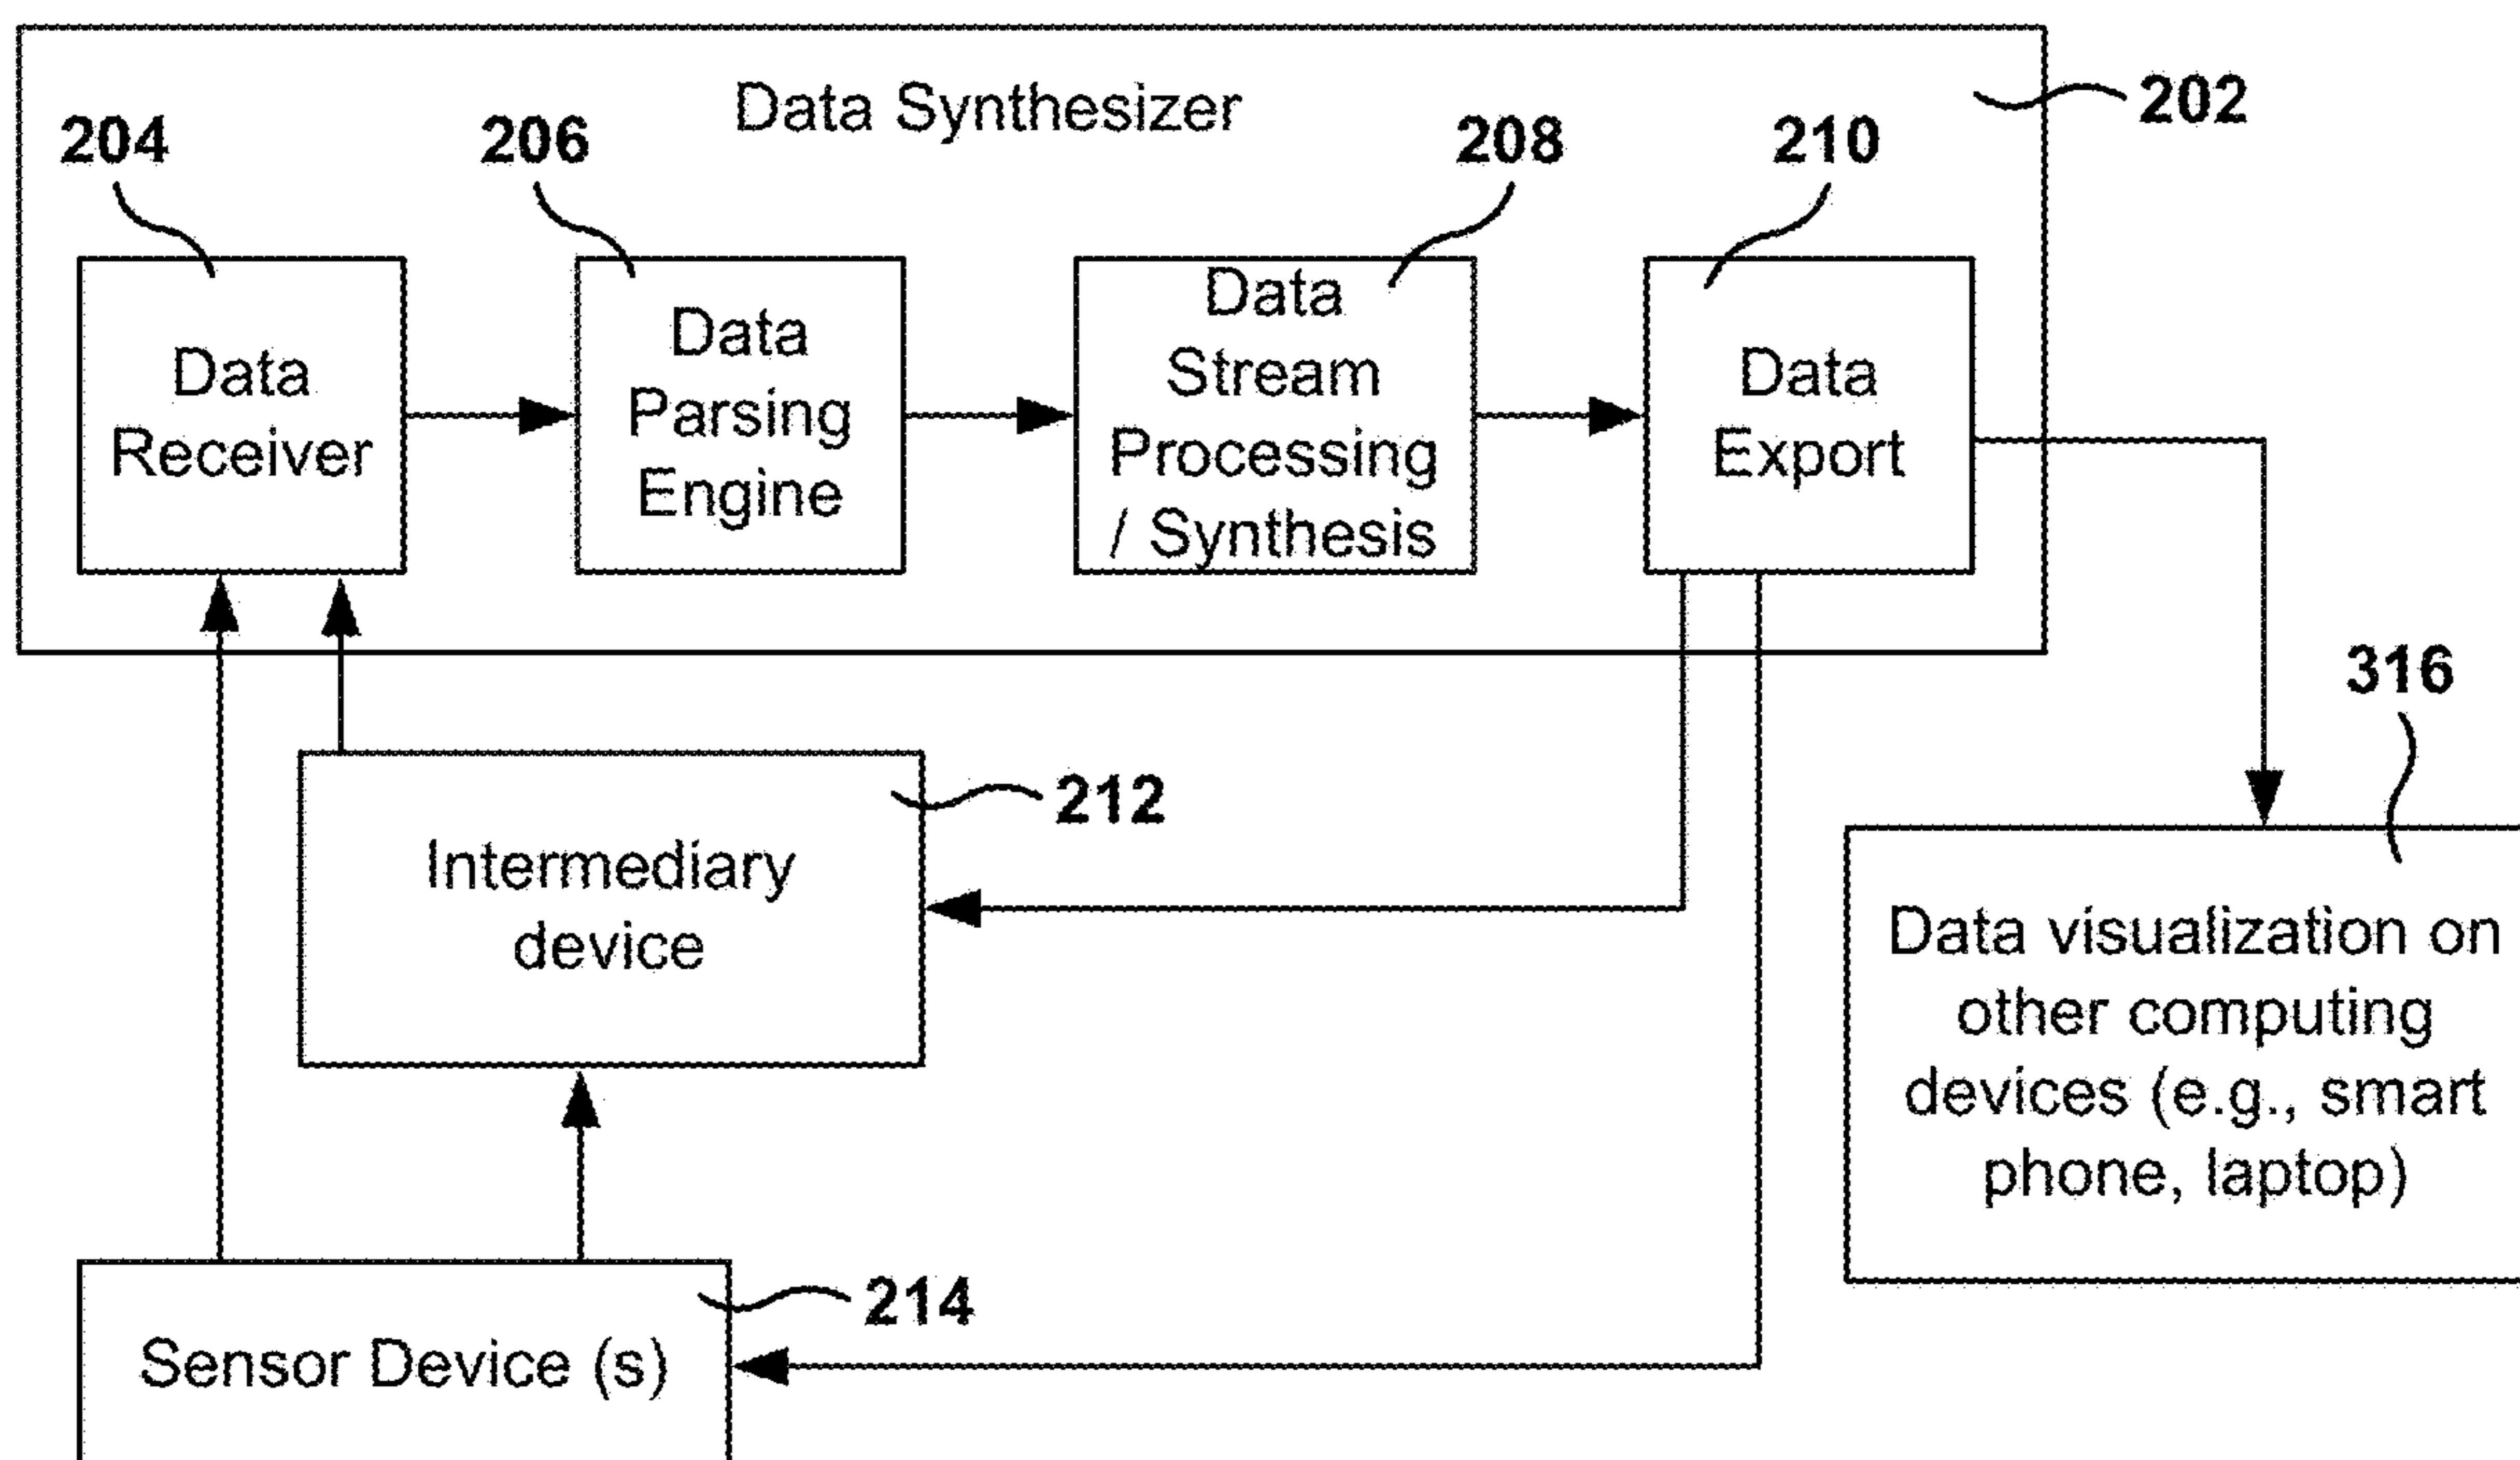 Data Synthesizer
202
204
206
208
210
Data
Receiver
Data
Parsing
Engine
Data
Stream
Processing
/ Synthesis
Data
Export
316
212
Intermediary
device
Data visualization on
other computing
devices (e.g., smart
phone, laptop)
214
Sensor Device (s)